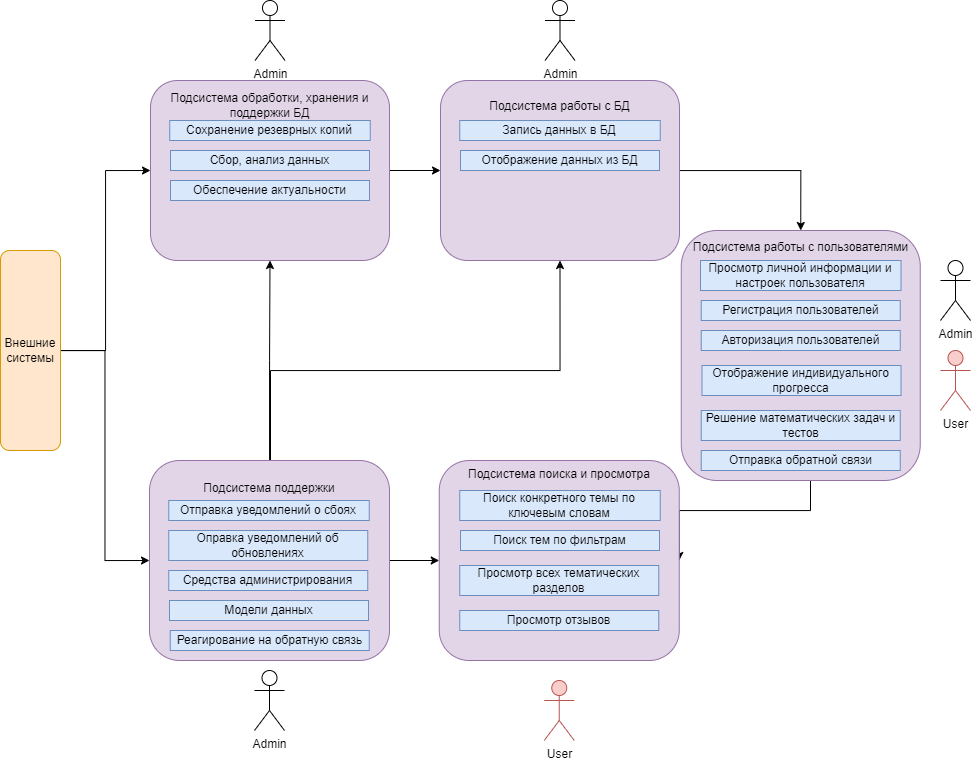 Admin
Admin
Подсистема обработки, хранения и
поддержки БД
Сохранение резеврных копий
Сбор, анализ данных
Обеспечение актуальности
Подсистема работы с БД
Запись данных в БД
Отображение данных из БД
Внешние
системы
Подсистема работы с пользователями
Просмотр личной информации и
настроек пользователя
Регистрация пользователей
Авторизация пользователей
Отображение индивидуального
прогресса
Решение математических задач и
тестов
Отправка обратной связи
Admin
User
Подсистема поддержки
Отправка уведомлений о сбоях
Оправка уведомлений об
обновлениях
Средства администрирования
Модели данных
Реагирование на обратную связь
Подсистема поиска и просмотра
Поиск конкретного темы по
ключевым словам
Поиск тем по фильтрам
Просмотр всех тематических
разделов
Просмотр отзывов
Admin
User